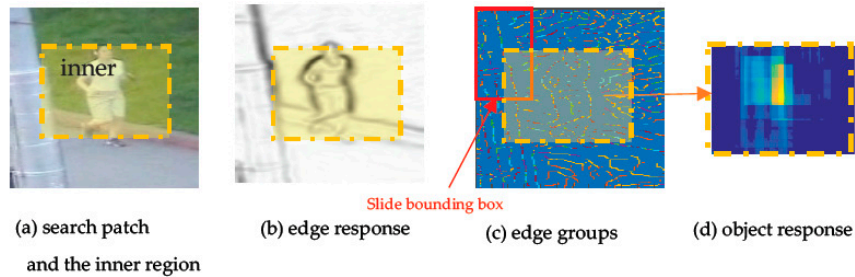 inner
Slide bounding box
(a) search patch
and the inner region
(b) edge response
(c) edge groups
(d) object response